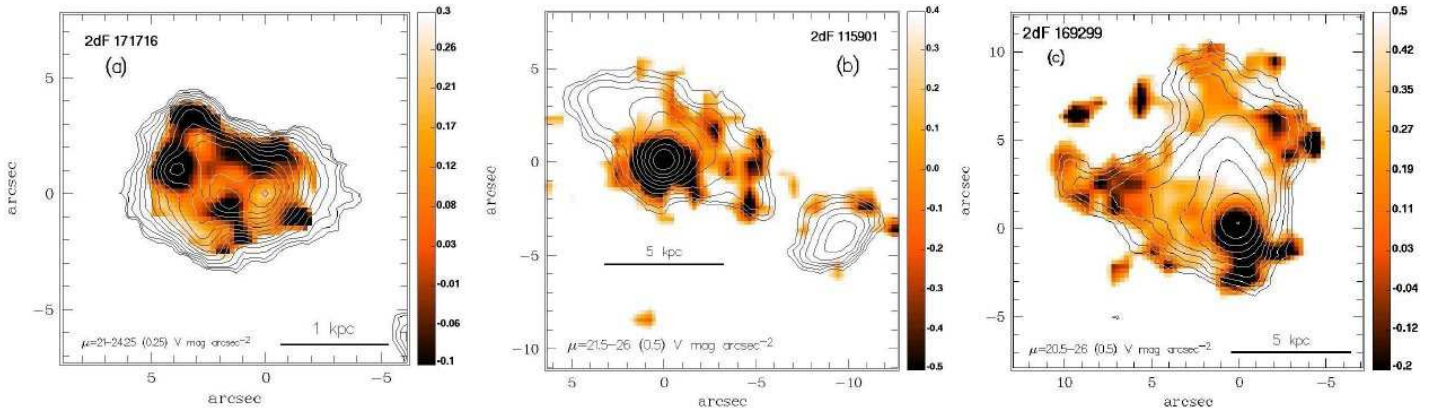 2dF 171716
(a)
arcsec
5
0
-5
5
0
-5
arcsec
1 kpc
μ=21-24.25 (0.25) V mag arcsec⁻²
0.3
0.26
0.21
0.17
0.12
0.08
0.03
-0.01
-0.06
-0.1
2dF 115901
(b)
arcsec
5
0
-5
-10
5
0
-5
-10
arcsec
5 kpc
μ=21.5-26 (0.5) V mag arcsec⁻²
0.4
0.3
0.2
0.1
0.0
-0.1
-0.2
-0.3
-0.4
-0.5
2dF 169299
(c)
arcsec
10
5
0
-5
10
5
0
-5
arcsec
5 kpc
μ=20.5-26 (0.5) V mag arcsec⁻²
0.5
0.42
0.35
0.27
0.19
0.11
0.03
-0.04
-0.12
-0.2